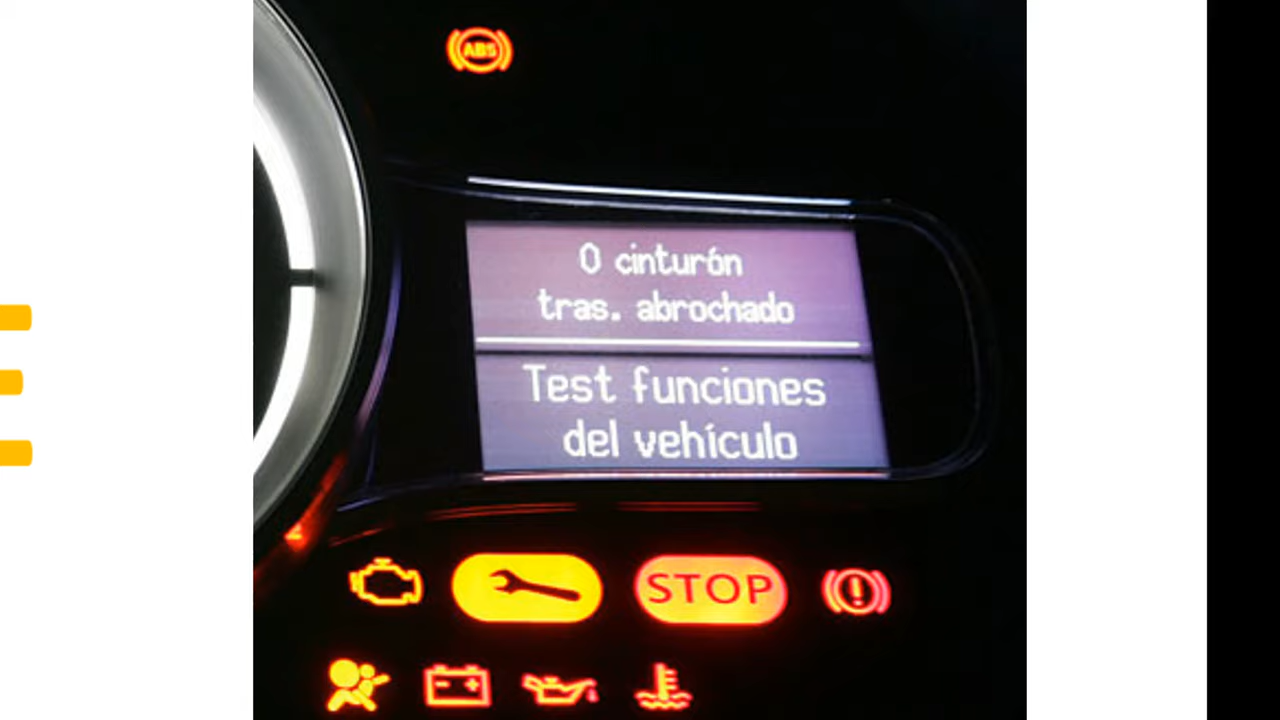 ABS
0 cinturón
tras. abrochado
Test funciones
del vehículo
STOP